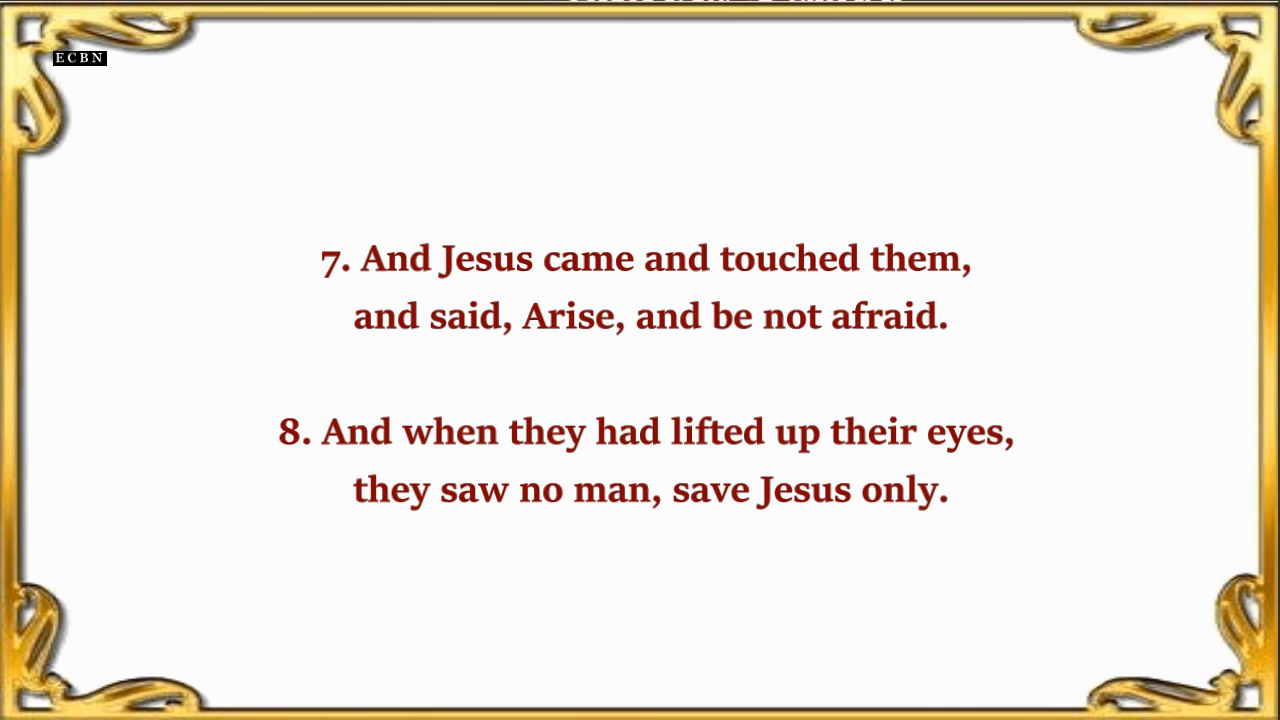 ECBN
7. And Jesus came and touched them,
and said, Arise, and be not afraid.
8. And when they had lifted up their eyes,
they saw no man, save Jesus only.